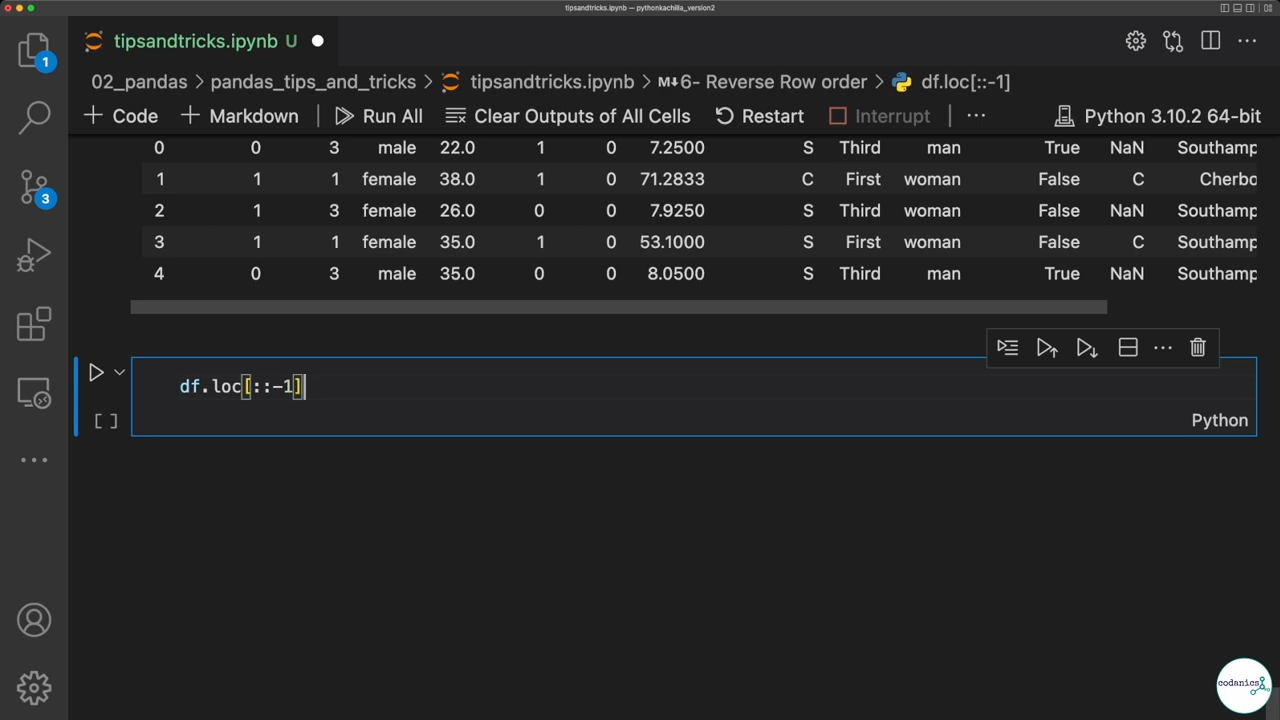 tipsandtricks.ipynb — pythonkachilla_version2
tipsandtricks.ipynb U
02_pandas > pandas_tips_and_tricks > tipsandtricks.ipynb > M↓6- Reverse Row order > df.loc[::-1]
+ Code + Markdown | Run All Clear Outputs of All Cells Restart Interrupt | ... Python 3.10.2 64-bit
0 0 3 male 22.0 1 0 7.2500 S Third man True NaN Southamp
1 1 1 female 38.0 1 0 71.2833 C First woman False C Cherbo
2 1 3 female 26.0 0 0 7.9250 S Third woman False NaN Southamp
3 1 1 female 35.0 1 0 53.1000 S First woman False C Southamp
4 0 3 male 35.0 0 0 8.0500 S Third man True NaN Southamp
df.loc[::-1]
[ ]
Python
1
3
codanics